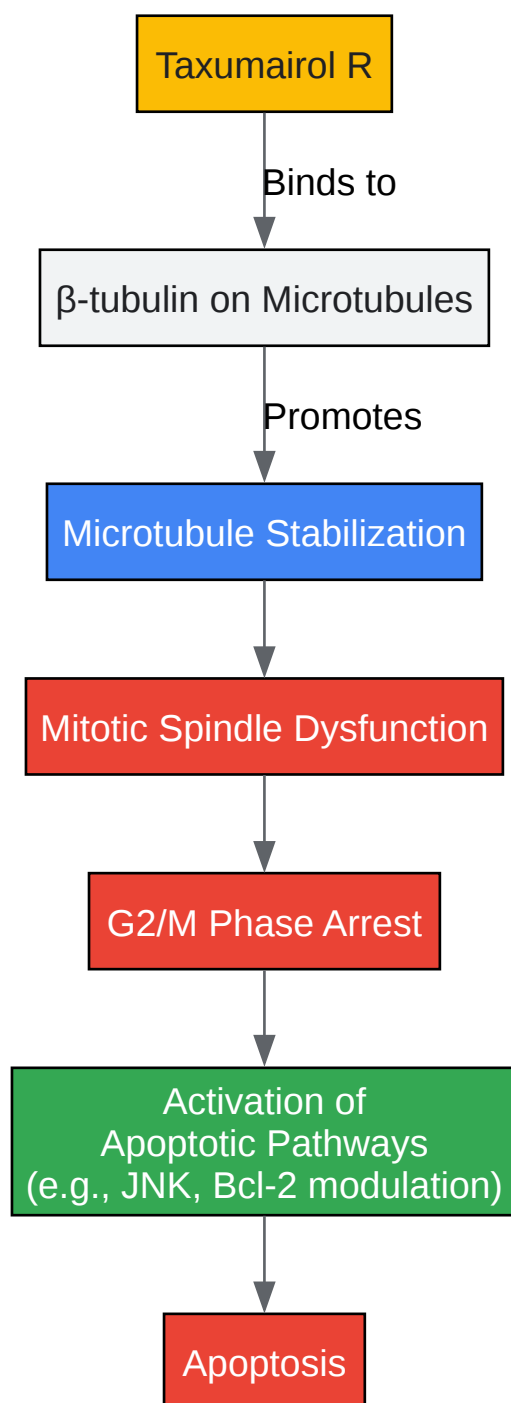 Taxumairol R
Binds to
β-tubulin on Microtubules
Promotes
Microtubule Stabilization
Mitotic Spindle Dysfunction
G2/M Phase Arrest
Activation of
Apoptotic Pathways
(e.g., JNK, Bcl-2 modulation)
Apoptosis